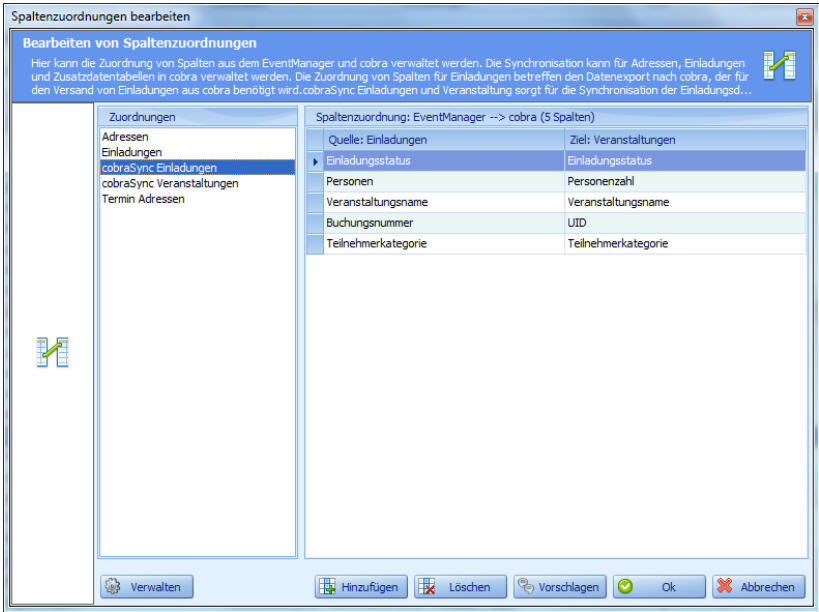 Spaltenzuordnungen bearbeiten
Bearbeiten von Spaltenzuordnungen
Hier kann die Zuordnung von Spalten aus dem EventManager und cobra verwaltet werden. Die Synchronisation kann für Adressen, Einladungen
und Zusatzdatentabellen in cobra verwaltet werden. Die Zuordnung von Spalten für Einladungen betreffen den Datenexport nach cobra, der für
den Versand von Einladungen aus cobra benötigt wird.cobraSync Einladungen und Veranstaltung sorgt für die Synchronisation der Einladungsd...
Zuordnungen
Adressen
Einladungen
cobraSync Einladungen
cobraSync Veranstaltungen
Termin Adressen
Spaltenzuordnung: EventManager --> cobra (5 Spalten)
Quelle: Einladungen Ziel: Veranstaltungen
Einladungsstatus Einladungsstatus
Personen Personenzahl
Veranstaltungsname Veranstaltungsname
Buchungsnummer UID
Teilnehmerkategorie Teilnehmerkategorie
Verwalten Hinzufügen Löschen Vorschlagen Ok Abbrechen